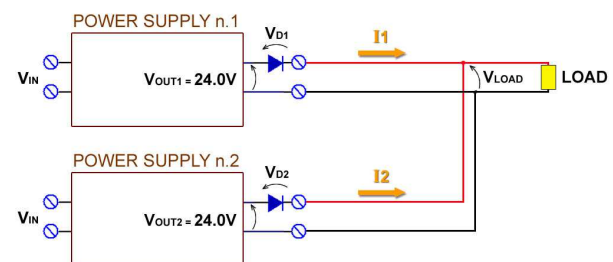 POWER SUPPLY n.1
VD1
I1
VIN
VOUT1 = 24.0V
VLOAD
LOAD
POWER SUPPLY n.2
VD2
I2
VIN
VOUT2 = 24.0V